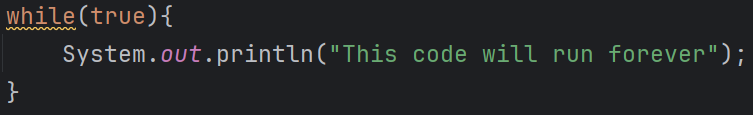 while(true){
    System.out.println("This code will run forever");
}